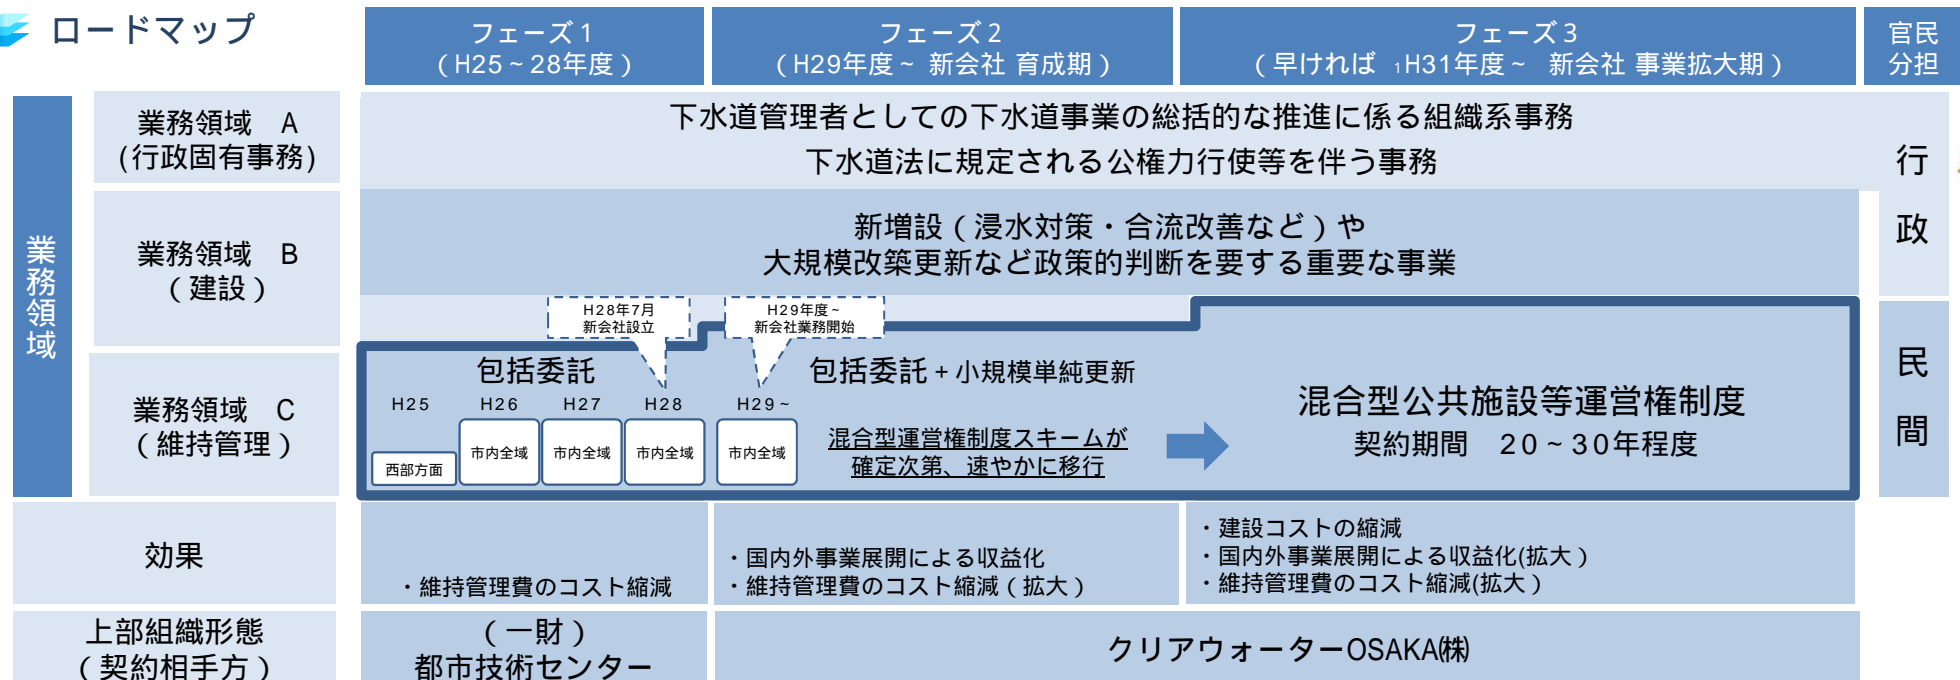 ロードマップ
フェーズ1
（H25～28年度）
フェーズ2
（H29年度～ 新会社 育成期）
フェーズ3
（早ければ 1H31年度～ 新会社 事業拡大期）
官民
分担
業務領域
業務領域 A
(行政固有事務)
下水道管理者としての下水道事業の総括的な推進に係る組織系事務
下水道法に規定される公権力行使等を伴う事務
行政
業務領域 B
（建設）
新増設（浸水対策・合流改善など）や
大規模改築更新など政策的判断を要する重要な事業
H28年7月
新会社設立
H29年度～
新会社業務開始
業務領域 C
（維持管理）
包括委託
H25
H26
H27
H28
西部方面
市内全域
市内全域
市内全域
包括委託+小規模単純更新
H29～
市内全域
混合型運営権制度スキームが
確定次第、速やかに移行
混合型公共施設等運営権制度
契約期間 20～30年程度
民間
効果
・維持管理費のコスト縮減
・国内外事業展開による収益化
・維持管理費のコスト縮減（拡大）
・建設コストの縮減
・国内外事業展開による収益化(拡大）
・維持管理費のコスト縮減(拡大）
上部組織形態
（契約相手方）
（一財）
都市技術センター
クリアウォーターOSAKA㈱